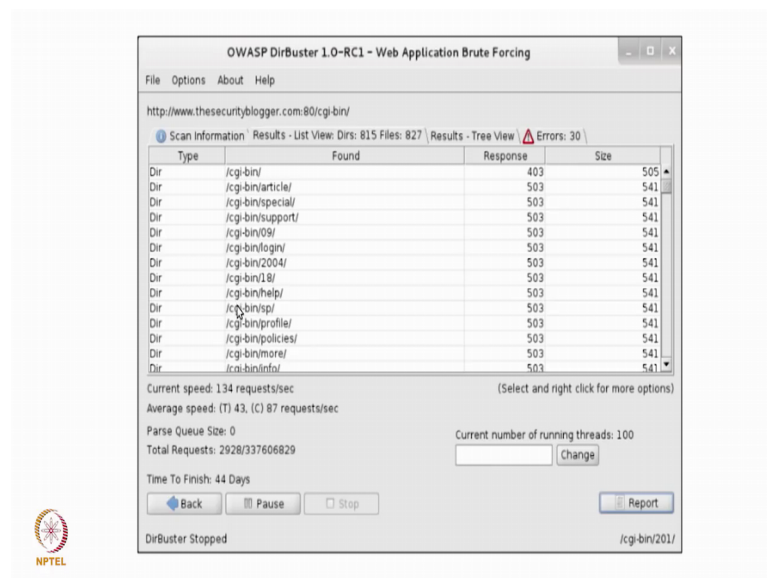 OWASP DirBuster 1.0-RC1 - Web Application Brute Forcing
File Options About Help
http://www.thesecurityblogger.com:80/cgi-bin/
Scan Information Results - List View: Dirs: 815 Files: 827 Results - Tree View Errors: 30
Type Found Response Size
Dir /cgi-bin/ 403 505
Dir /cgi-bin/article/ 503 541
Dir /cgi-bin/special/ 503 541
Dir /cgi-bin/support/ 503 541
Dir /cgi-bin/09/ 503 541
Dir /cgi-bin/login/ 503 541
Dir /cgi-bin/2004/ 503 541
Dir /cgi-bin/18/ 503 541
Dir /cgi-bin/help/ 503 541
Dir /cgi-bin/sp/ 503 541
Dir /cgi-bin/profile/ 503 541
Dir /cgi-bin/policies/ 503 541
Dir /cgi-bin/more/ 503 541
Dir /cgi-bin/info/ 503 541
Current speed: 134 requests/sec (Select and right click for more options)
Average speed: (T) 43, (C) 87 requests/sec
Parse Queue Size: 0
Current number of running threads: 100
Total Requests: 2928/337606829
Change
Time To Finish: 44 Days
Back Pause Stop Report
DirBuster Stopped /cgi-bin/201/
NPTEL